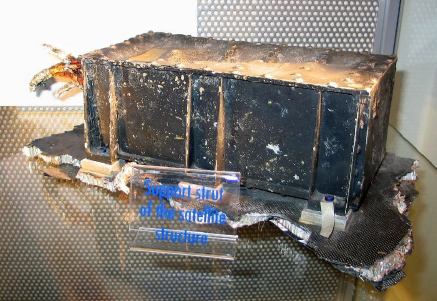 Support strut
of the satellite
structure